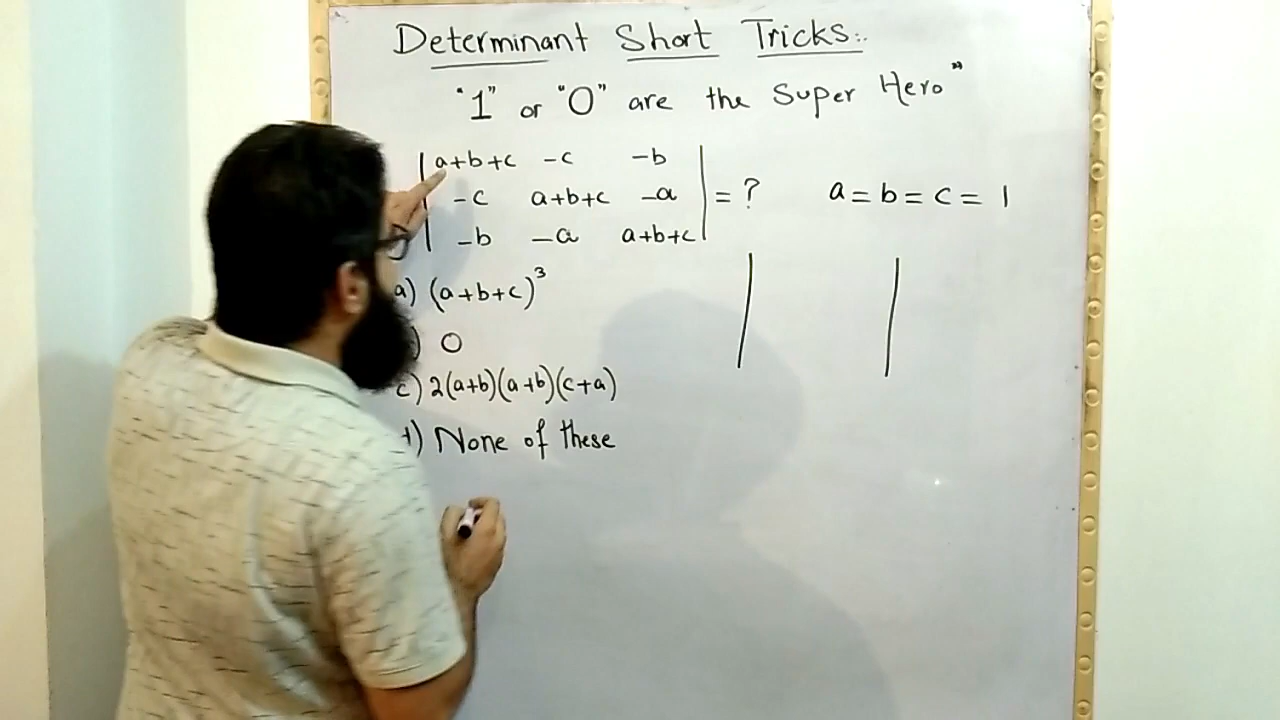 Determinant Short Tricks:.
"1" or "0" are the Super Hero"
a+b+c -c -b
-c a+b+c -a = ? a = b = c = 1
-b -a a+b+c
a) (a+b+c)³
) 0
c) 2(a+b)(a+b)(c+a)
d) None of these